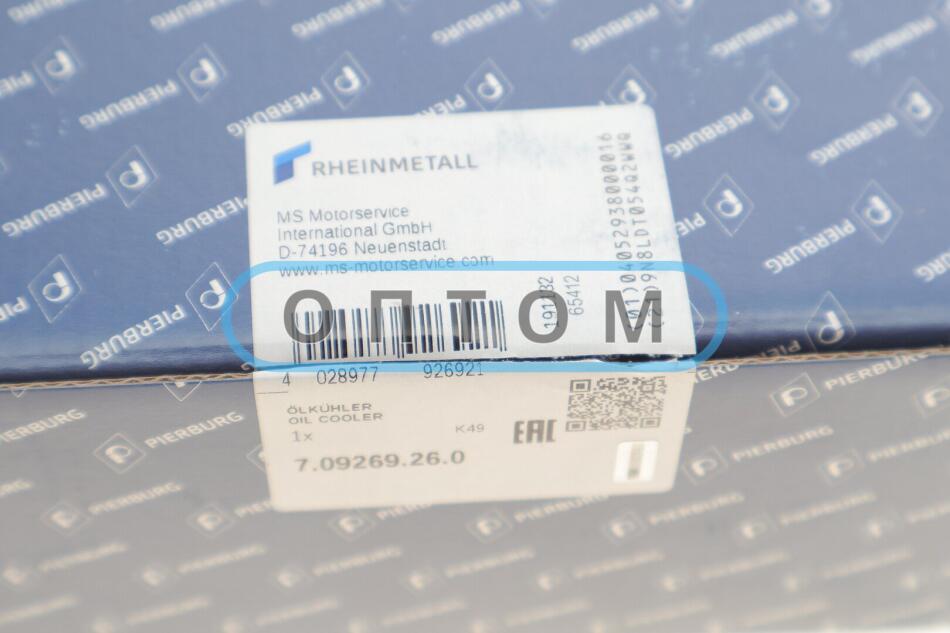 RHEINMETALL
MS Motorservice
International GmbH
D-74196 Neuenstadt
www.ms-motorservice.com
ОПТОМ
4 028977 926921
65412
ÖLKÜHLER
OIL COOLER
1x
K49
EAC
7.09269.26.0
PIERBURG